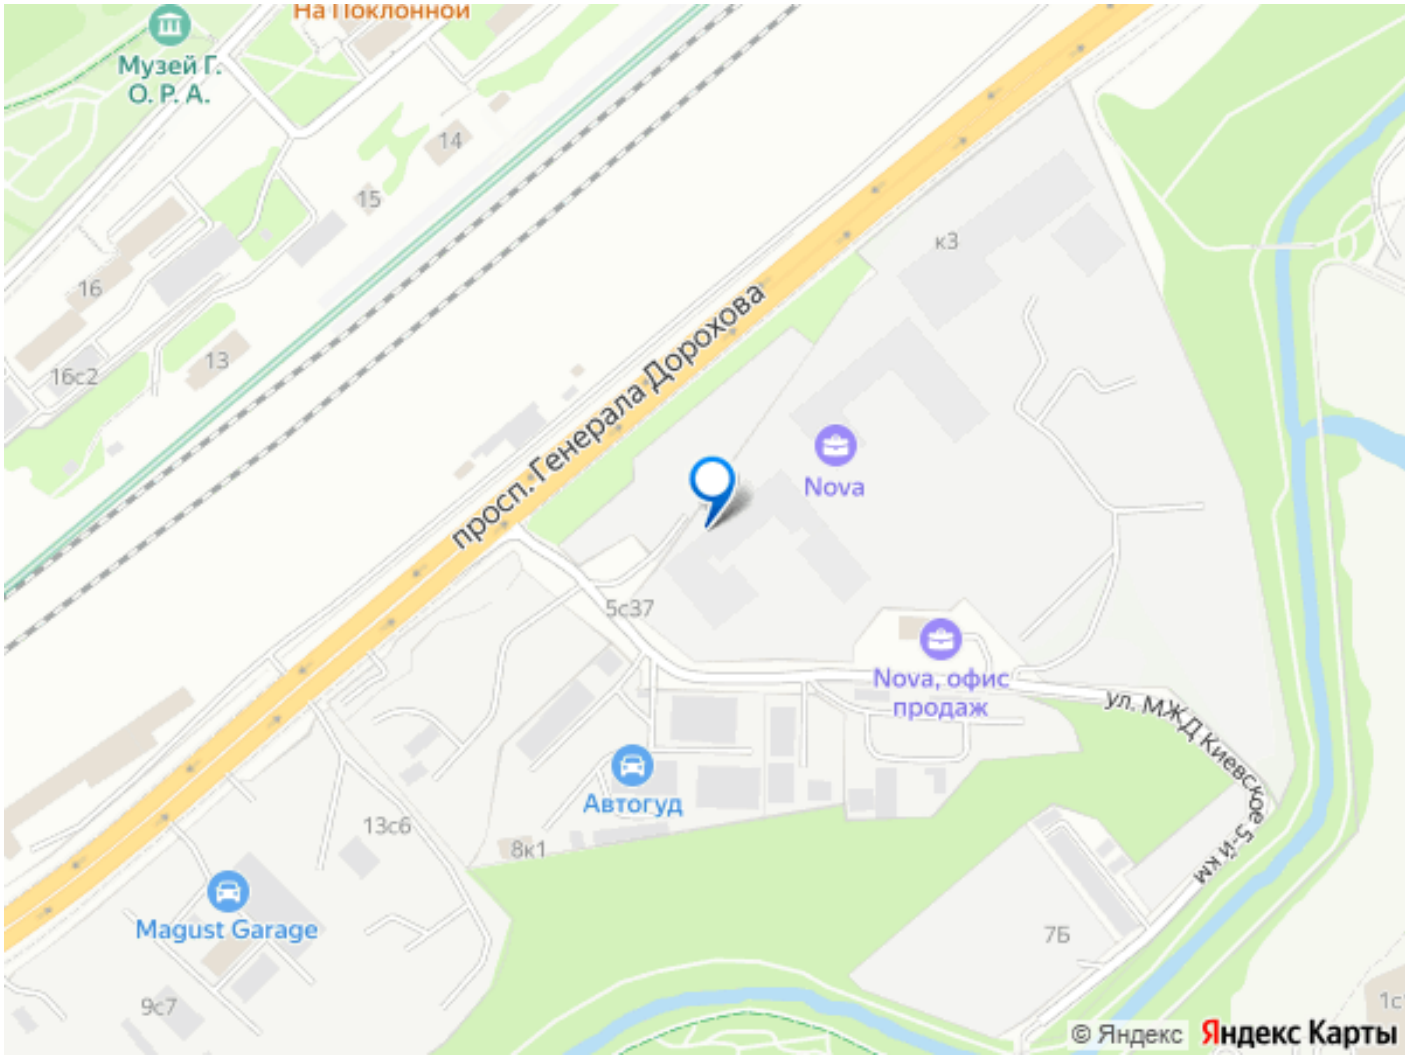 На Поклонной
Музей Г.
О. Р. А.
14
15
к3
16
просп. Генерала Дорохова
13
16с2
Nova
5с37
Nova, офис
продаж
ул. МЖД Киевское 5-й км
Автогуд
13с6
8к1
Magust Garage
7Б
9с7
© Яндекс
Яндекс Карты